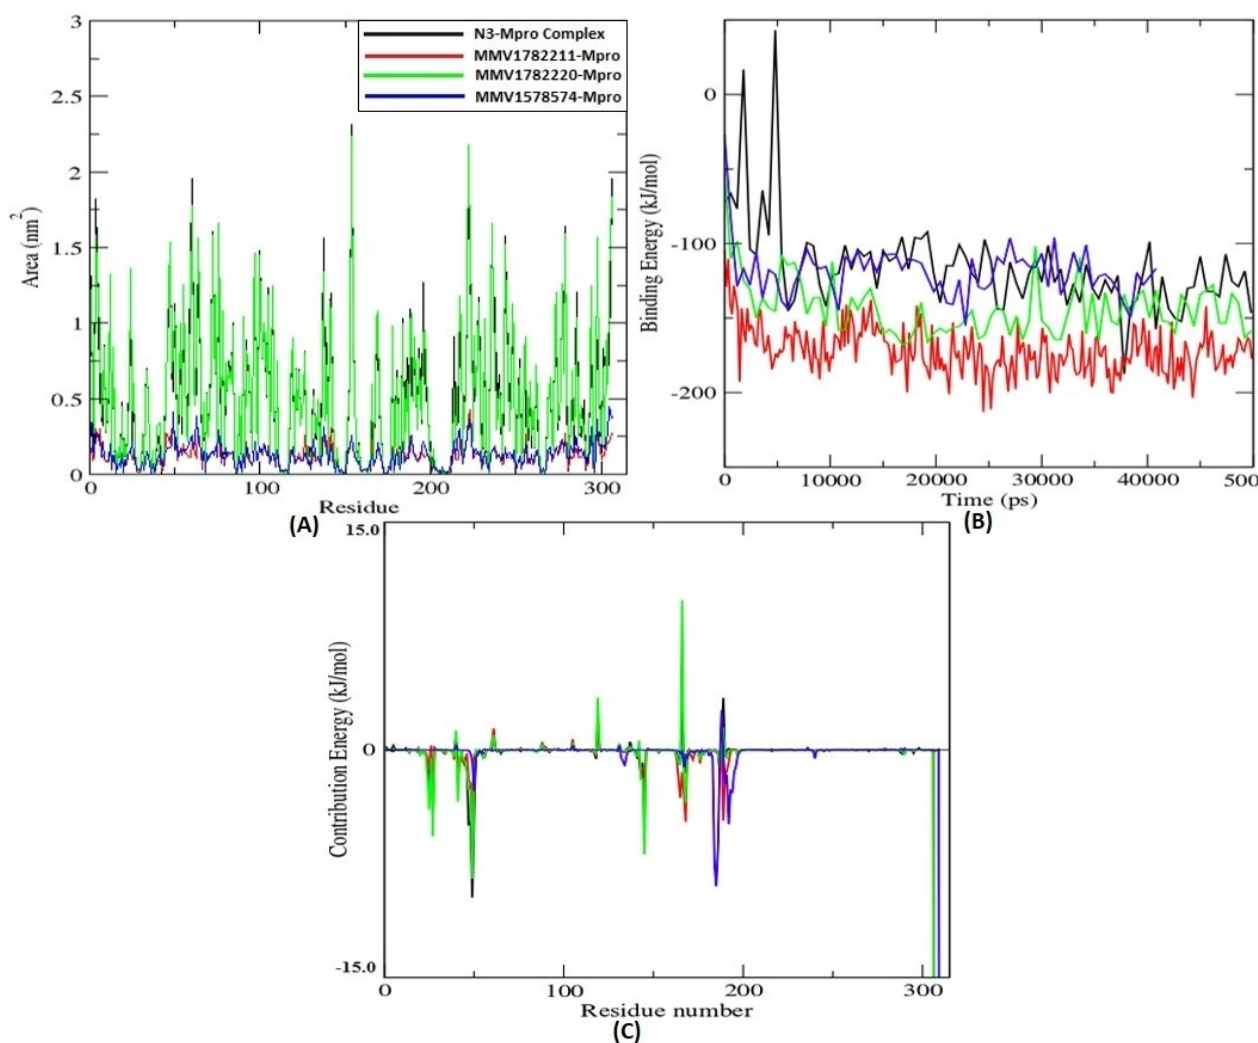 3
2.5
2
1.5
1
0.5
0
Area (nm2)
N3-Mpro Complex
MMV1782211-Mpro
MMV1782220-Mpro
MMV1578574-Mpro
0 100 200 300
Residue
(A)
0
-100
-200
Binding Energy (kJ/mol)
0 10000 20000 30000 40000 500
Time (ps)
(B)
15.0
0
-15.0
Contribution Energy (kJ/mol)
0 100 200 300
Residue number
(C)